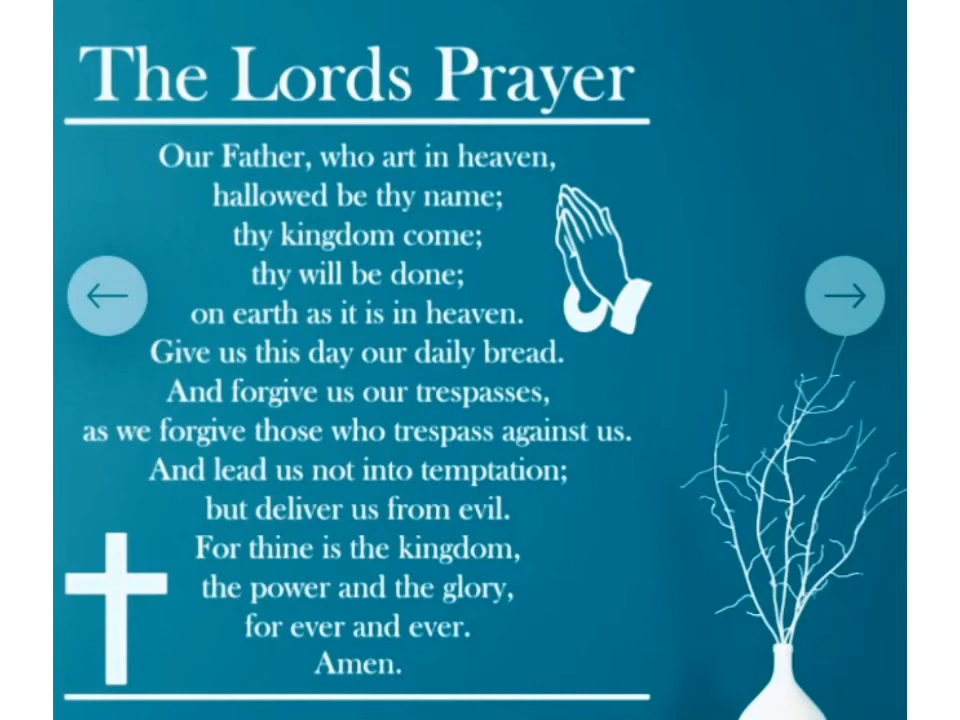 The Lords Prayer
Our Father, who art in heaven,
hallowed be thy name;
thy kingdom come;
thy will be done;
on earth as it is in heaven.
Give us this day our daily bread.
And forgive us our trespasses,
as we forgive those who trespass against us.
And lead us not into temptation;
but deliver us from evil.
For thine is the kingdom,
the power and the glory,
for ever and ever.
Amen.